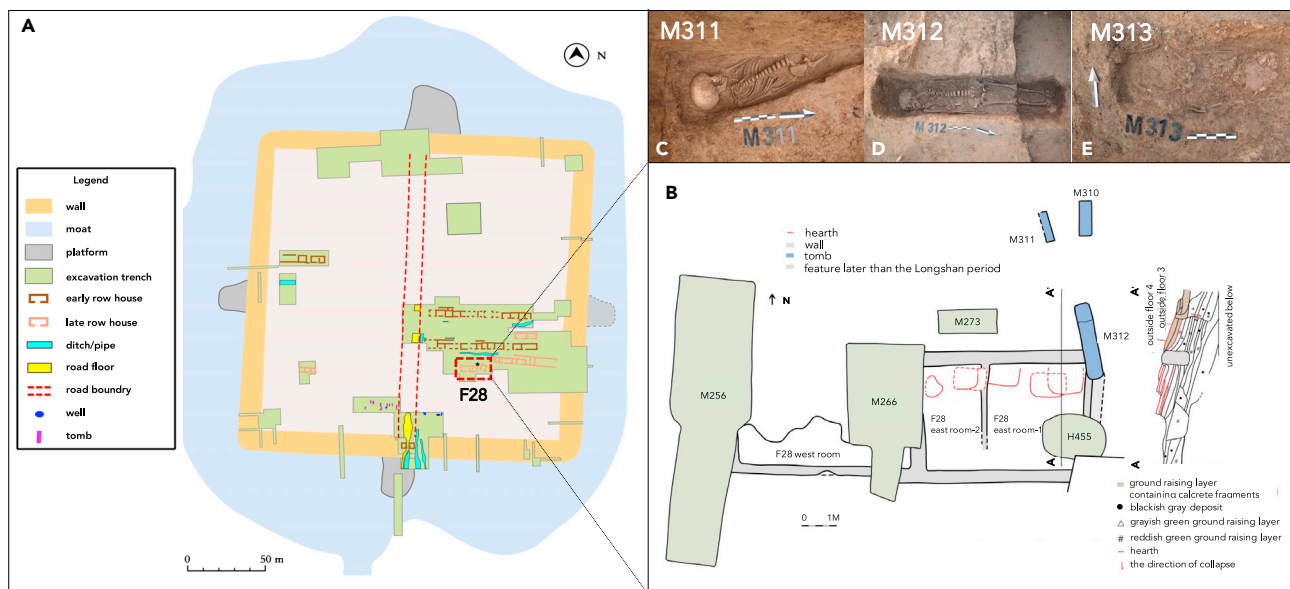 A
N
Legend
wall
moat
platform
excavation trench
early row house
late row house
ditch/pipe
road floor
road boundry
well
tomb
F28
0
50 m
M311
M311
C
M312
M312
D
M313
M313
E
B
hearth
wall
tomb
feature later than the Longshan period
N
M310
M311
M273
M312
M256
M266
F28
east room-2
F28
east room-1
H455
F28 west room
A'
A
0 1M
A'
outside floor 4
outside floor 3
unexcavated below
A
ground raising layer
containing calcrete fragments
blackish gray deposit
grayish green ground raising layer
reddish green ground raising layer
hearth
the direction of collapse